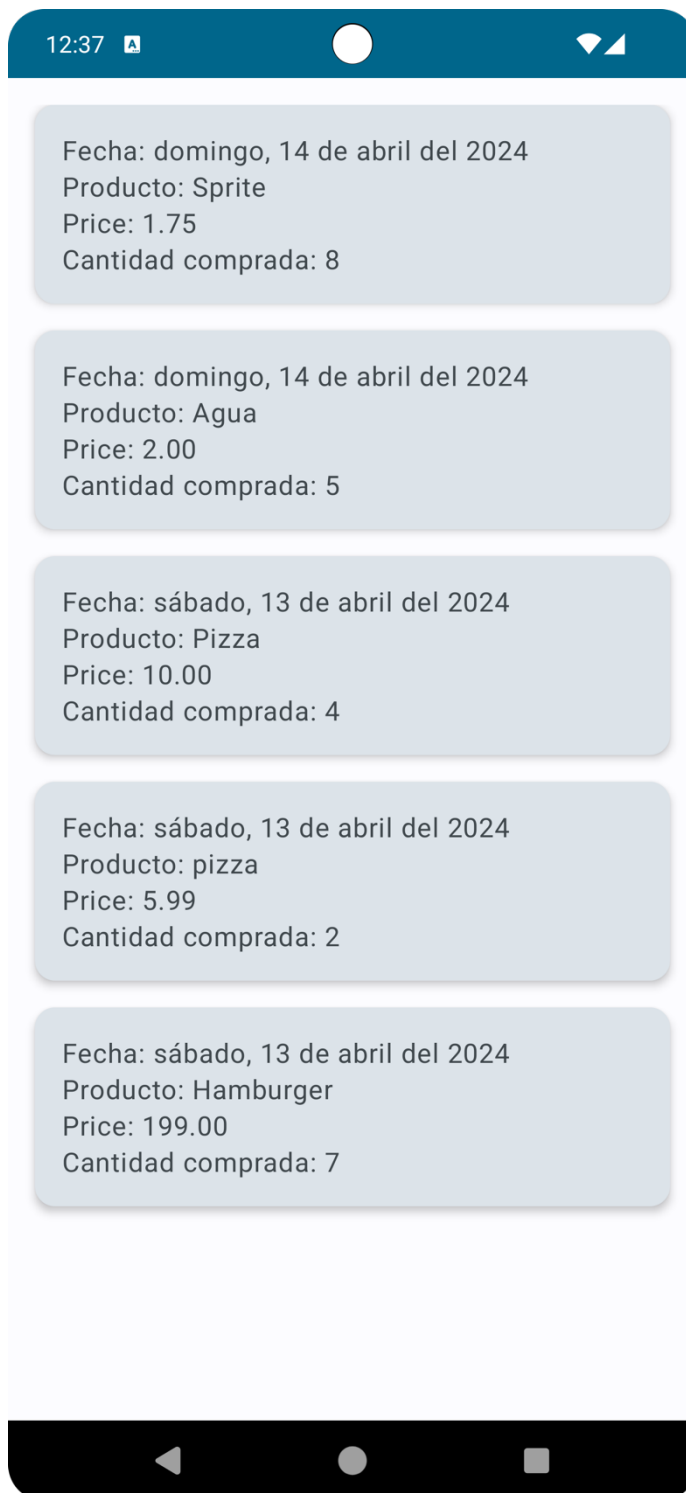 12:37
Fecha: domingo, 14 de abril del 2024
Producto: Sprite
Price: 1.75
Cantidad comprada: 8
Fecha: domingo, 14 de abril del 2024
Producto: Agua
Price: 2.00
Cantidad comprada: 5
Fecha: sábado, 13 de abril del 2024
Producto: Pizza
Price: 10.00
Cantidad comprada: 4
Fecha: sábado, 13 de abril del 2024
Producto: pizza
Price: 5.99
Cantidad comprada: 2
Fecha: sábado, 13 de abril del 2024
Producto: Hamburger
Price: 199.00
Cantidad comprada: 7